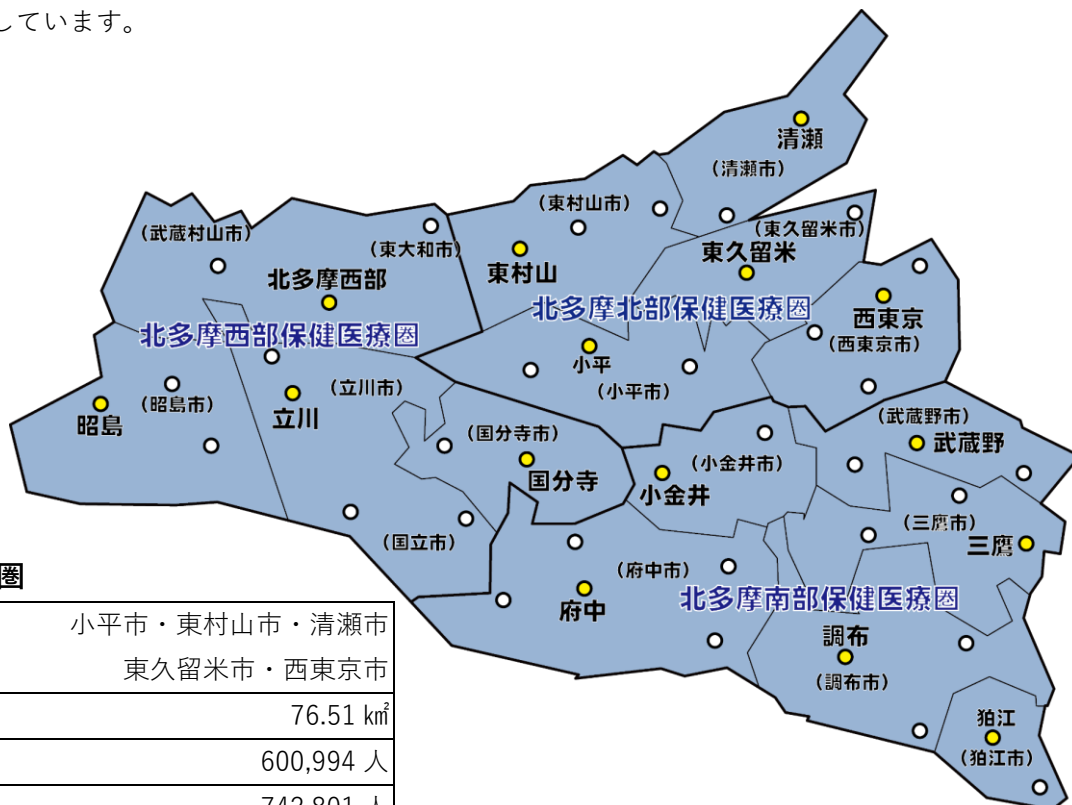 しています。
清瀬
（清瀬市）
（東村山市）
（武蔵村山市）
（東大和市）
（東久留米市）
東村山
東久留米
北多摩西部
西東京
北多摩北部保健医療圏
北多摩西部保健医療圏
（西東京市）
小平
（小平市）
（立川市）
（昭島市）
立川
昭島
（武蔵野市）
武蔵野
（国分寺市）
（小金井市）
国分寺
小金井
（三鷹市）
三鷹
（国立市）
（府中市）
府中
北多摩南部保健医療圏
調布
（調布市）
狛江
（狛江市）
圏
小平市・東村山市・清瀬市
東久留米市・西東京市
76.51 ㎢
600,994 人
743,801 人